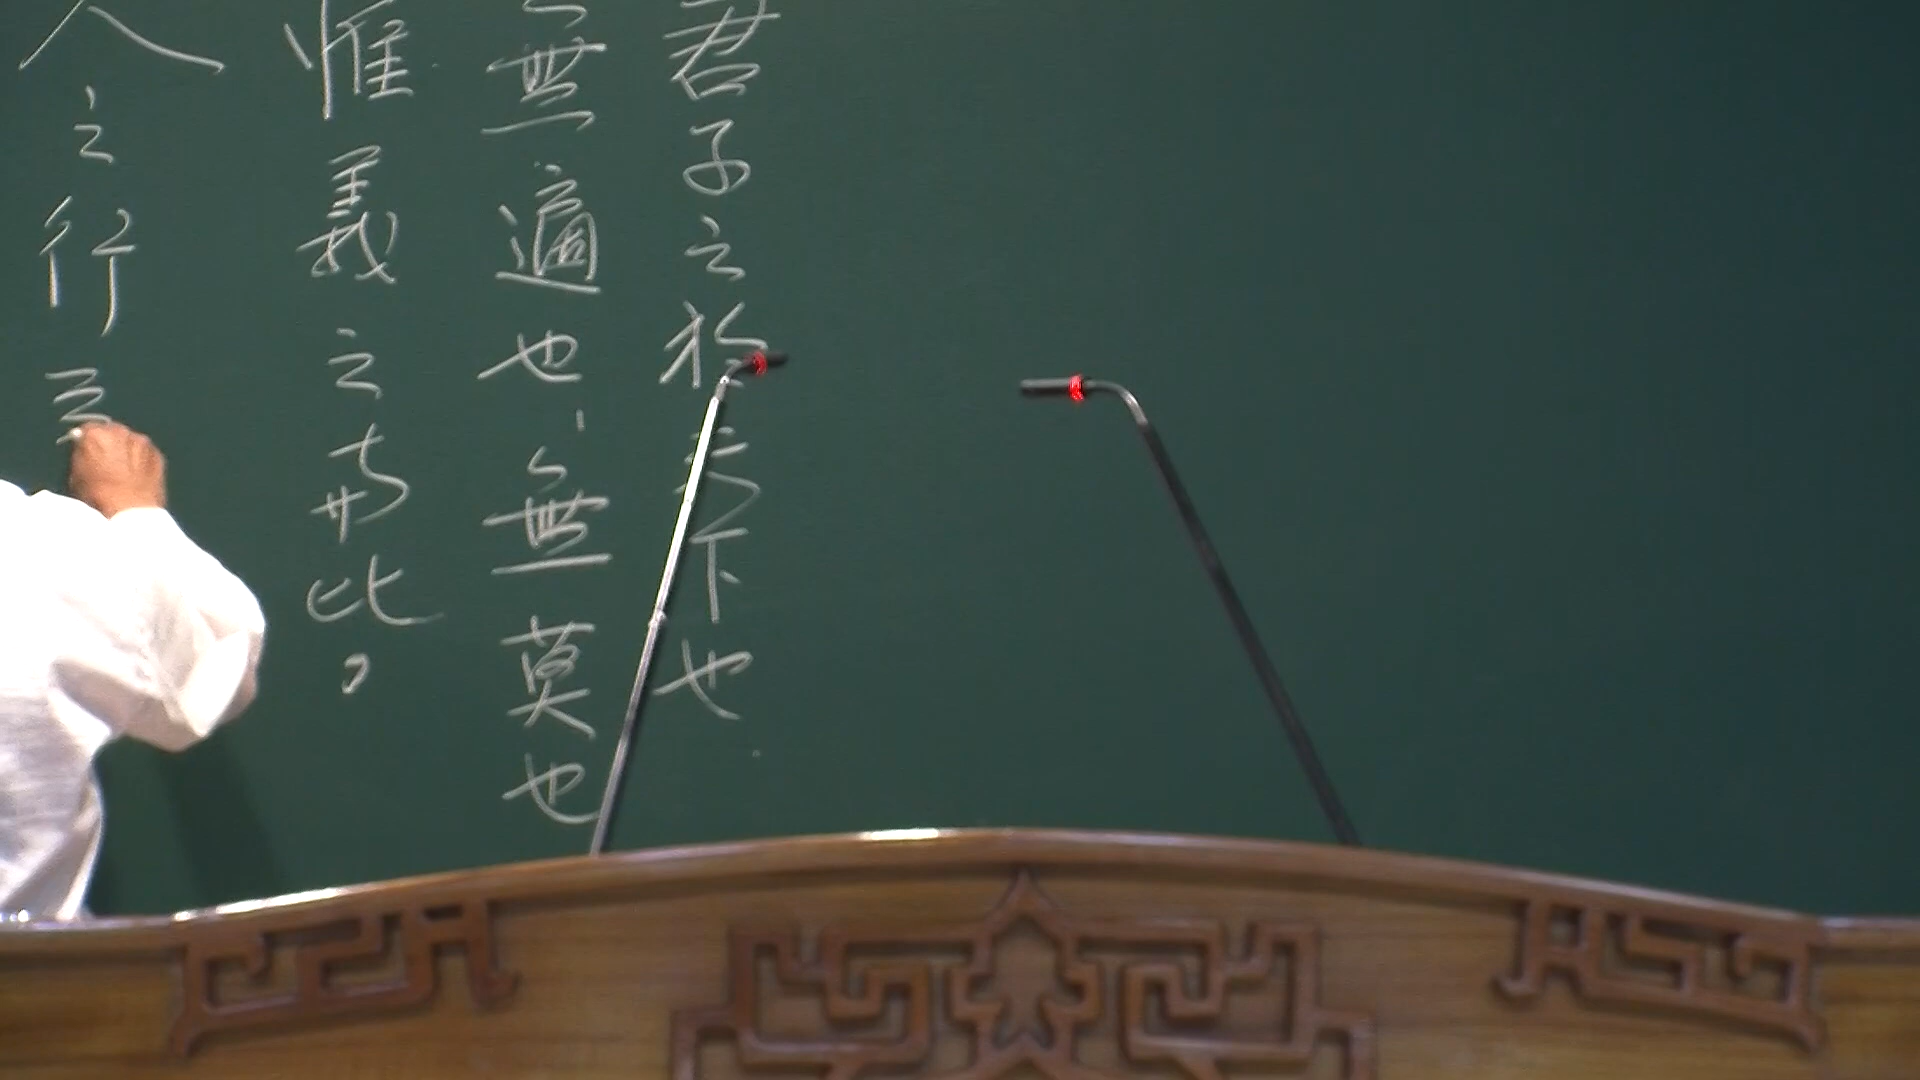 君子之於天下也
無適也，無莫也
惟義之與比。
人之行